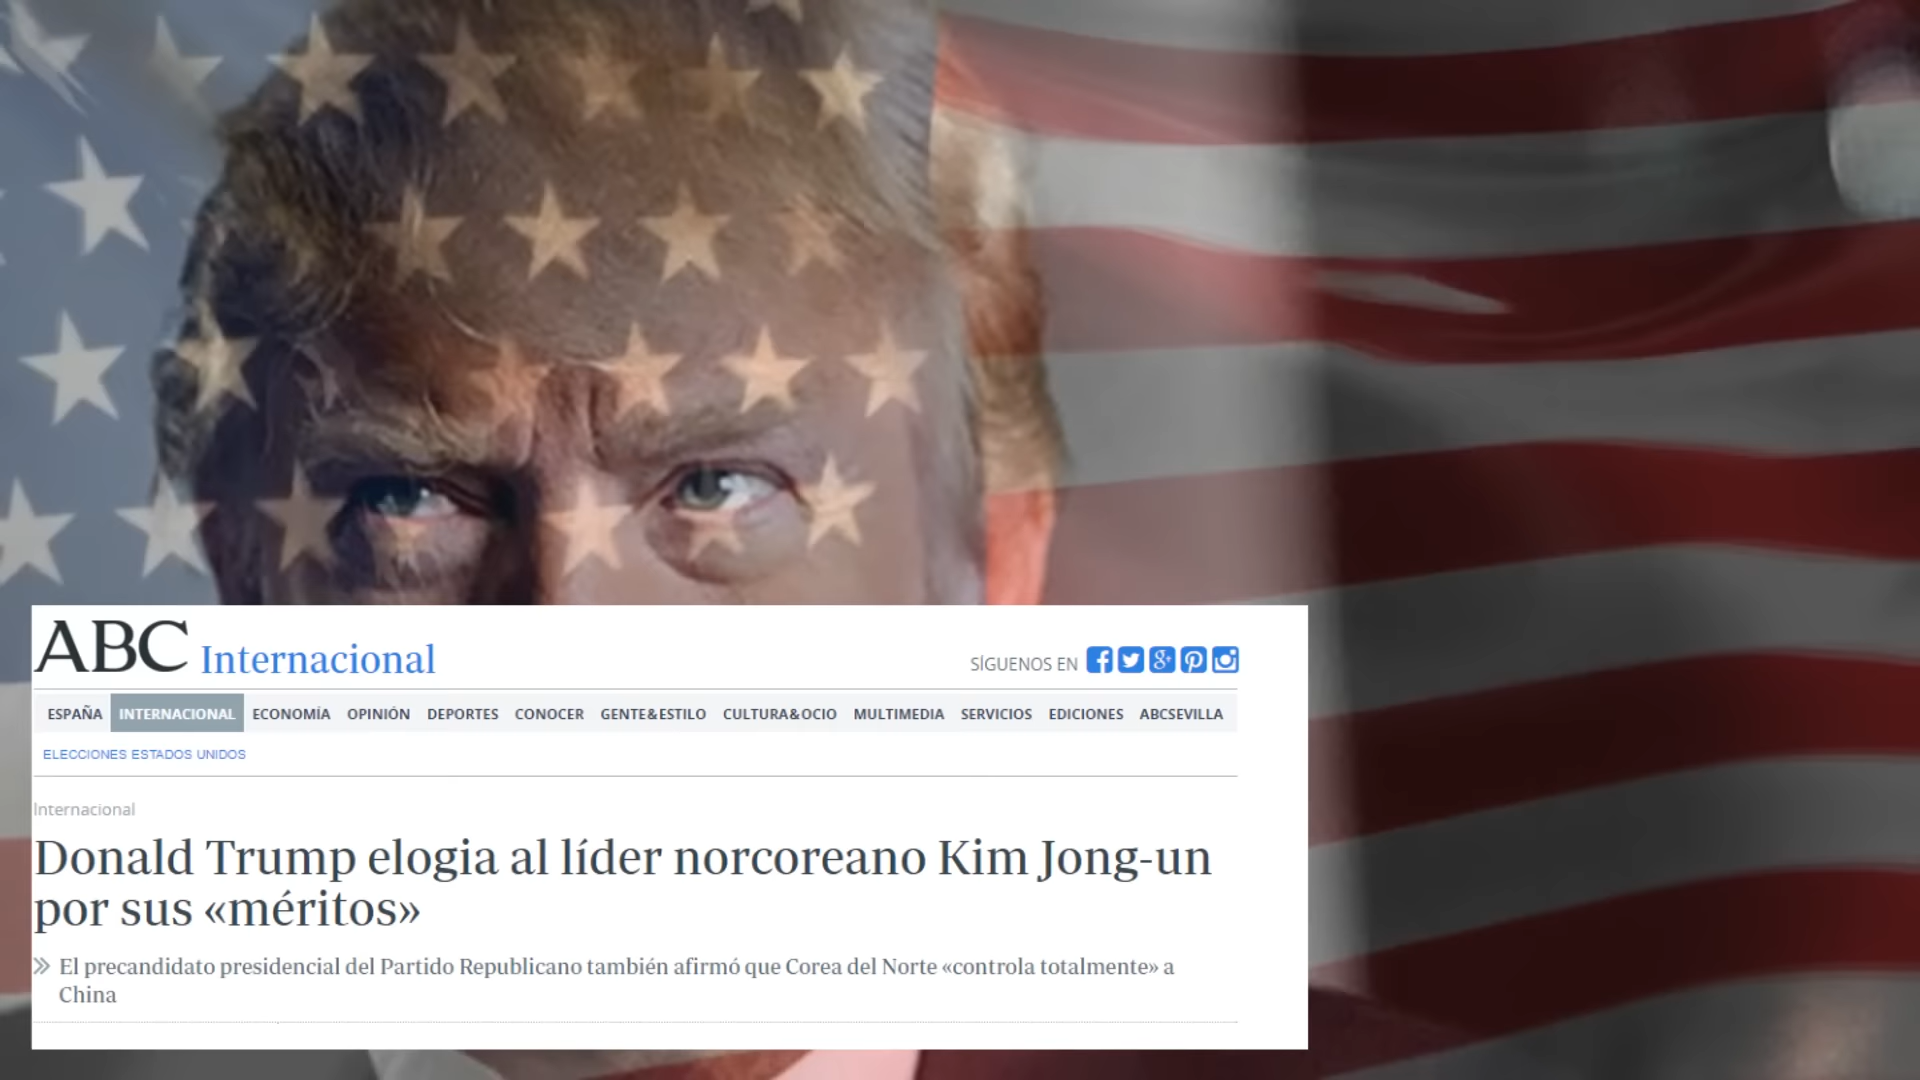 ABC Internacional
SÍGUENOS EN
ESPAÑA INTERNACIONAL ECONOMÍA OPINIÓN DEPORTES CONOCER GENTE&ESTILO CULTURA&OCIO MULTIMEDIA SERVICIOS EDICIONES ABCSEVILLA
ELECCIONES ESTADOS UNIDOS
Internacional
Donald Trump elogia al líder norcoreano Kim Jong-un
por sus «méritos»
El precandidato presidencial del Partido Republicano también afirmó que Corea del Norte «controla totalmente» a
China